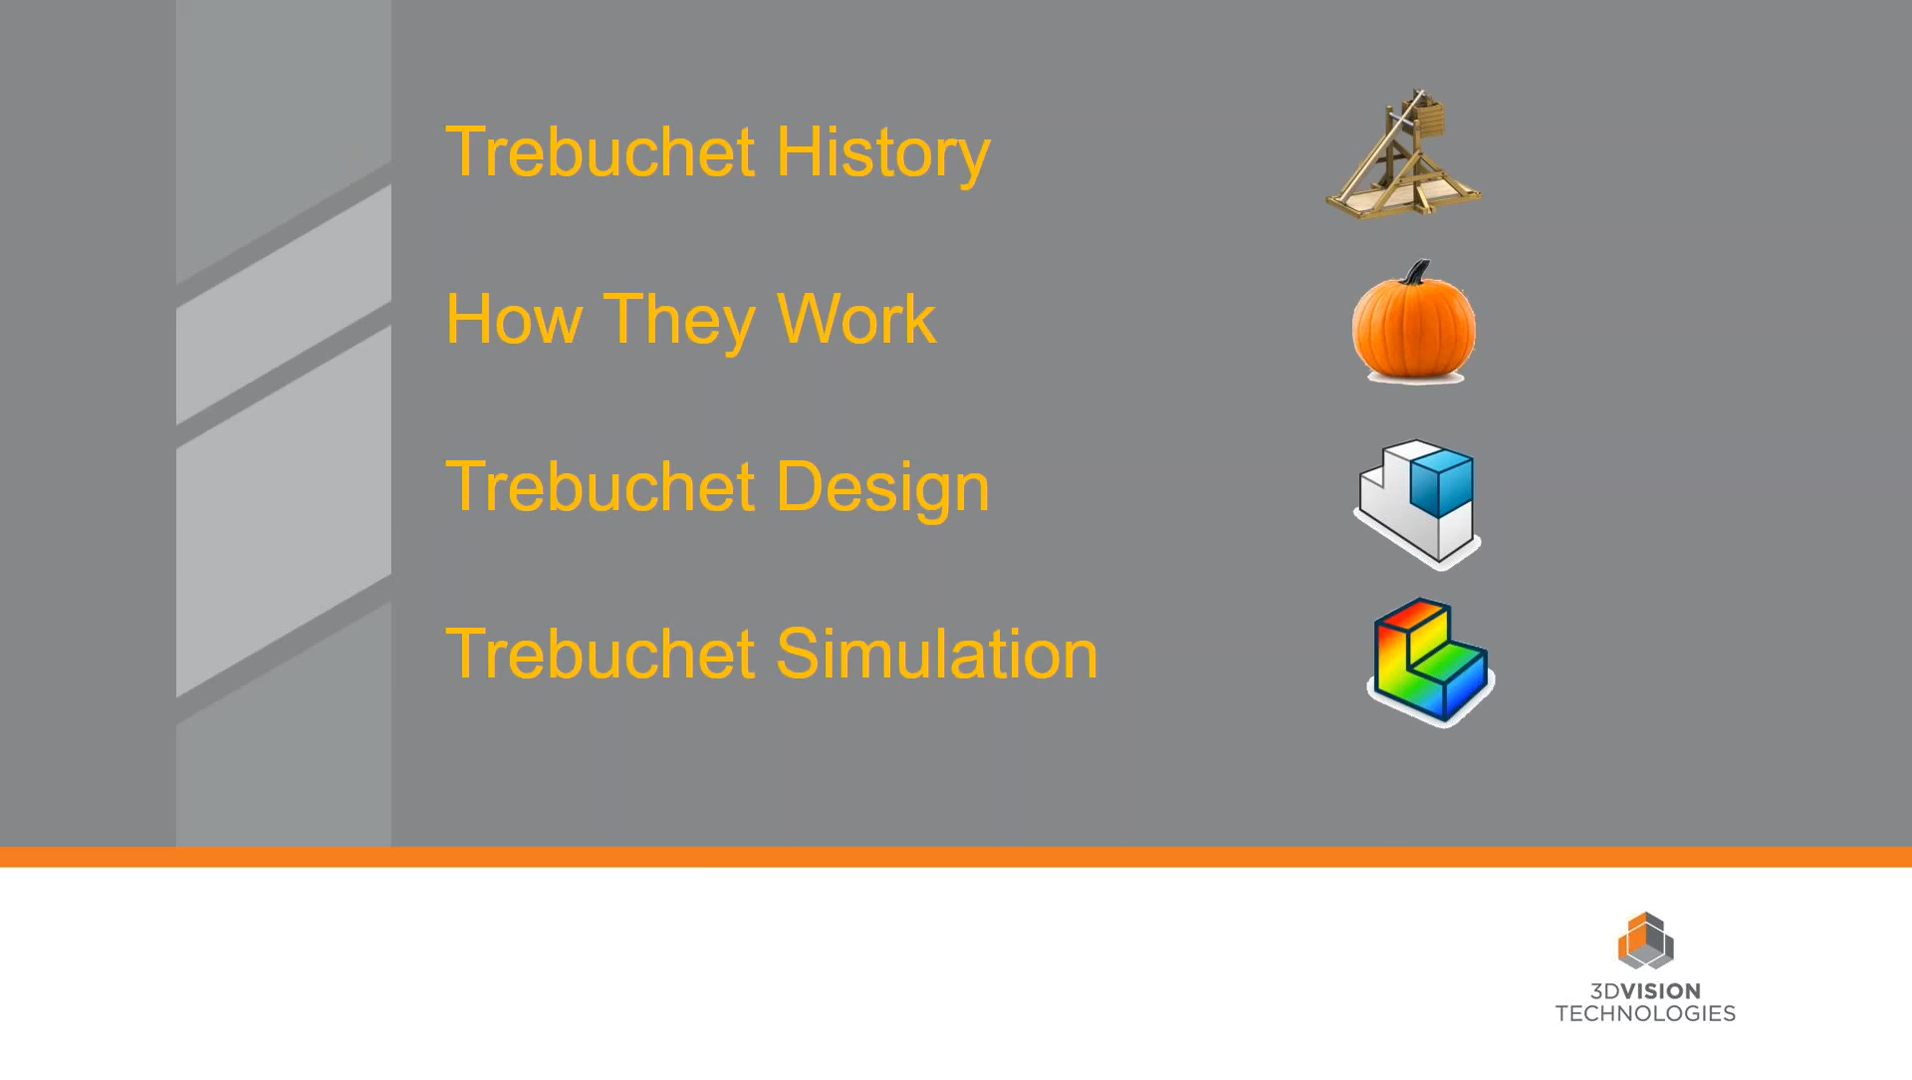 Trebuchet History
How They Work
Trebuchet Design
Trebuchet Simulation
3DVISION
TECHNOLOGIES